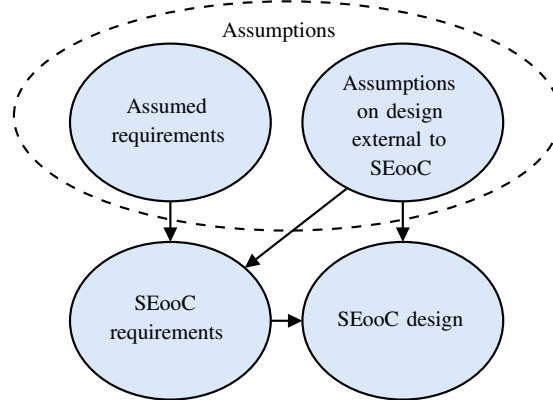 Assumptions
Assumed
requirements
Assumptions
on design
external to
SEooC
SEooC
requirements
SEooC design